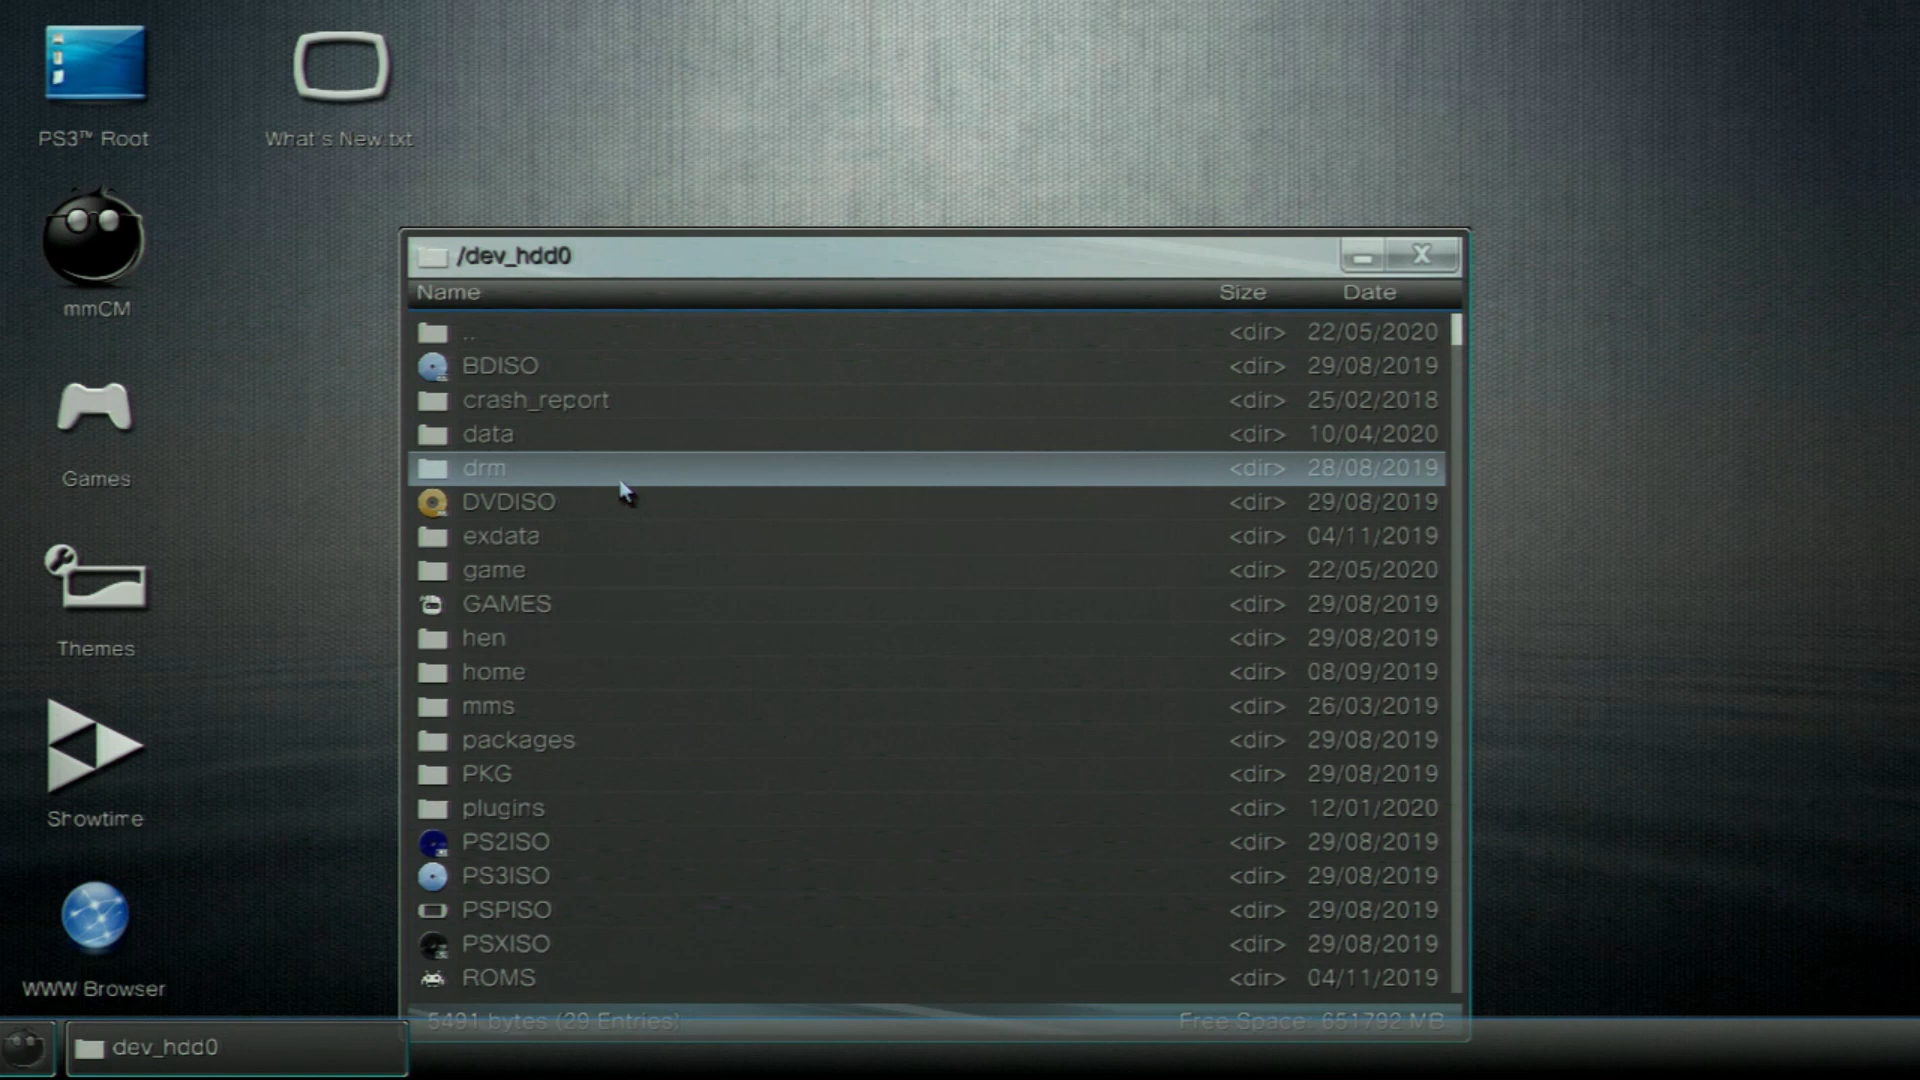 PS3™ Root
What's New.txt
mmCM
Games
Themes
Showtime
WWW Browser
/dev_hdd0
X
Name Size Date
.. <dir> 22/05/2020
BDISO <dir> 29/08/2019
crash_report <dir> 25/02/2018
data <dir> 10/04/2020
drm <dir> 28/08/2019
DVDISO <dir> 29/08/2019
exdata <dir> 04/11/2019
game <dir> 22/05/2020
GAMES <dir> 29/08/2019
hen <dir> 29/08/2019
home <dir> 08/09/2019
mms <dir> 26/03/2019
packages <dir> 29/08/2019
PKG <dir> 29/08/2019
plugins <dir> 12/01/2020
PS2ISO <dir> 29/08/2019
PS3ISO <dir> 29/08/2019
PSPISO <dir> 29/08/2019
PSXISO <dir> 29/08/2019
ROMS <dir> 04/11/2019
5491 bytes (29 Entries) Free Space: 651792 MB
dev_hdd0